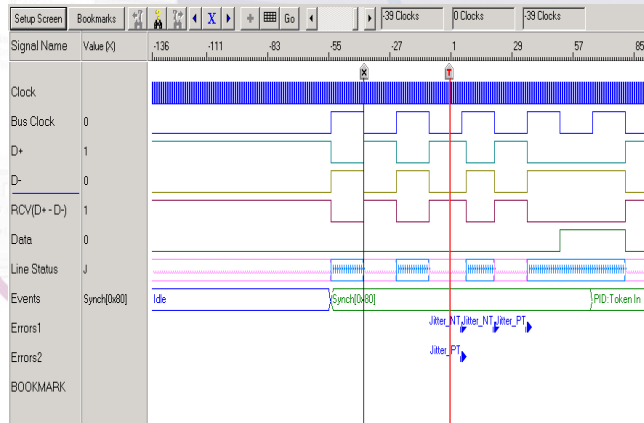 Setup Screen Bookmarks X Go -39 Clocks 0 Clocks -39 Clocks
Signal Name Value (X) -136 -111 -83 -55 -27 1 29 57 85
X T
Clock
Bus Clock 0
D+ 1
D- 0
RCV(D+ - D-) 1
Data 0
Line Status J
Events Synch[0x80] Idle Synch[0x80] PID: Token In
Errors1 Jitter_NT Jitter_NT Jitter_PT
Errors2 Jitter_PT
BOOKMARK